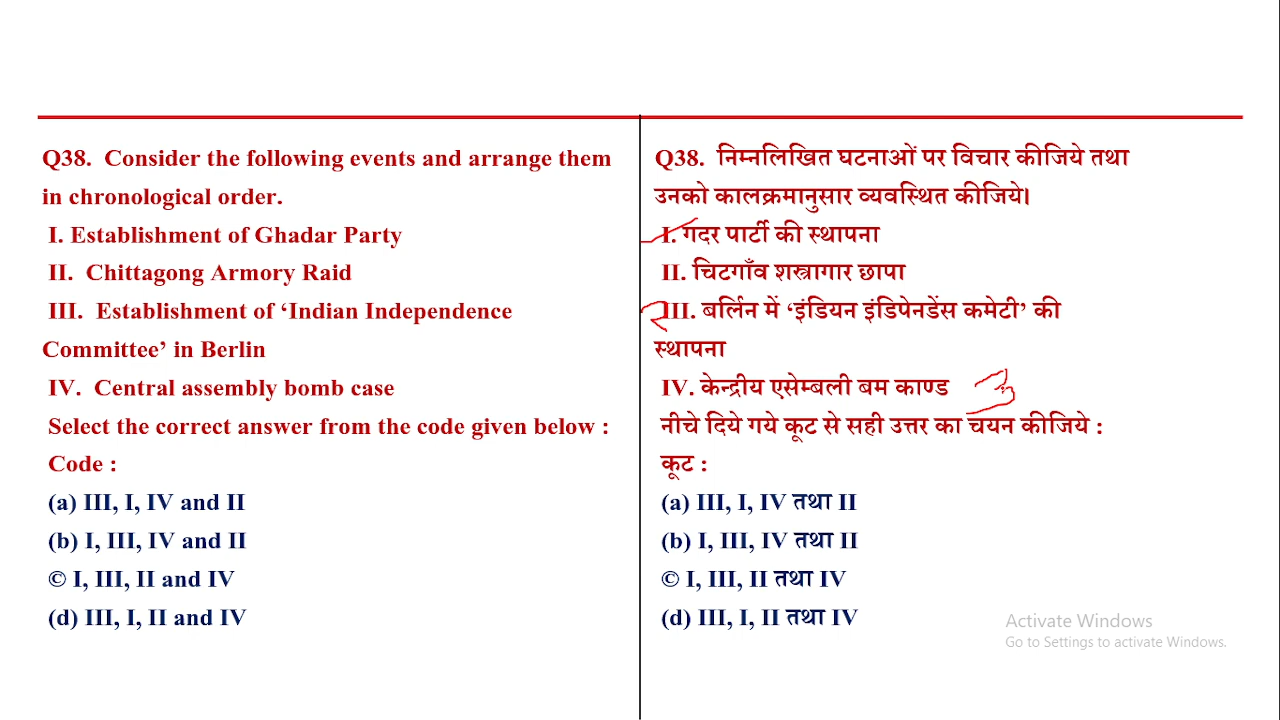 Q38. Consider the following events and arrange them
in chronological order.
I. Establishment of Ghadar Party
II. Chittagong Armory Raid
III. Establishment of ‘Indian Independence
Committee’ in Berlin
IV. Central assembly bomb case
Select the correct answer from the code given below :
Code :
(a) III, I, IV and II
(b) I, III, IV and II
© I, III, II and IV
(d) III, I, II and IV
Q38. निम्नलिखित घटनाओं पर विचार कीजिये तथा
उनको कालक्रमानुसार व्यवस्थित कीजिये।
I. गदर पार्टी की स्थापना
II. चिटगाँव शस्त्रागार छापा
2
III. बर्लिन में ‘इंडियन इंडिपेनडेंस कमेटी’ की
स्थापना
IV. केन्द्रीय एसेम्बली बम काण्ड
3
नीचे दिये गये कूट से सही उत्तर का चयन कीजिये :
कूट :
(a) III, I, IV तथा II
(b) I, III, IV तथा II
© I, III, II तथा IV
(d) III, I, II तथा IV
Activate Windows
Go to Settings to activate Windows.